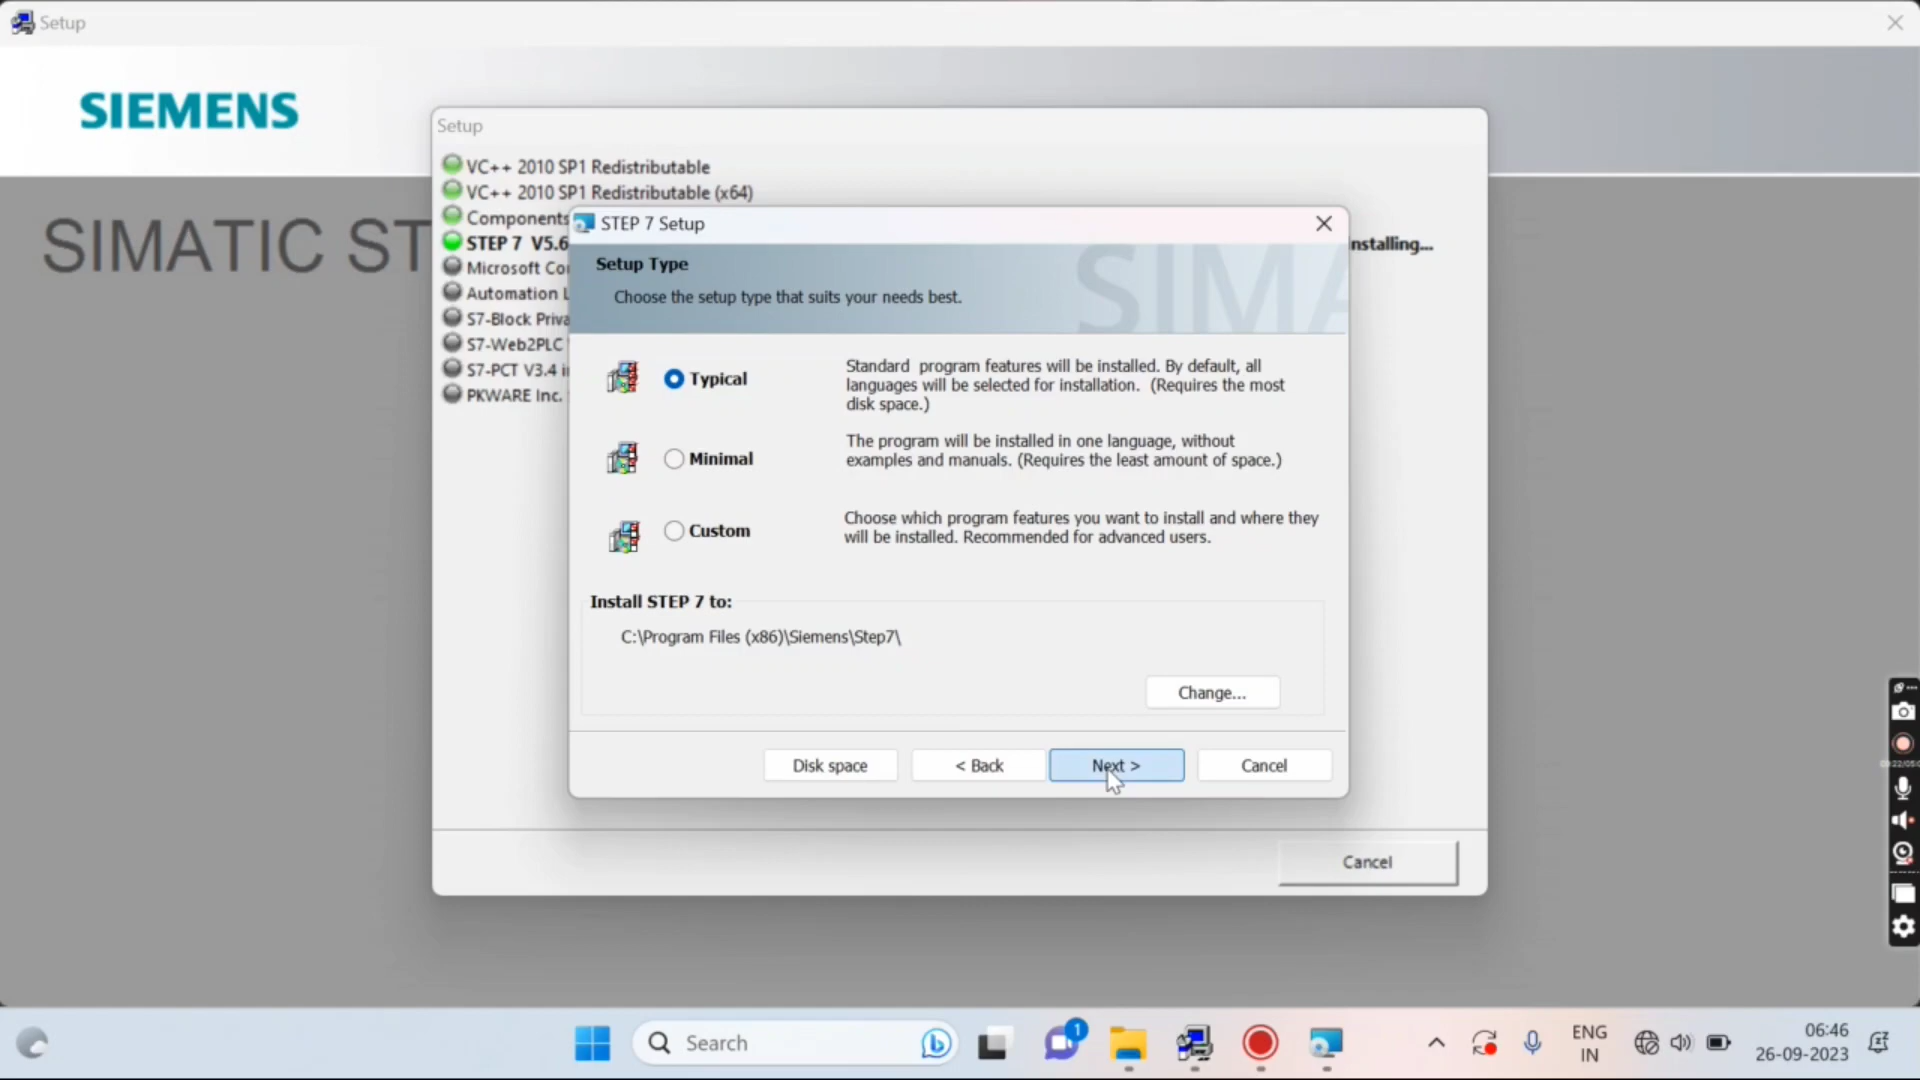 Setup
SIEMENS
SIMATIC ST
Setup
VC++ 2010 SP1 Redistributable
VC++ 2010 SP1 Redistributable (x64)
Components
STEP 7 V5.6
nstalling...
Microsoft Co
Automation L
S7-Block Priva
S7-Web2PLC
S7-PCT V3.4 i
PKWARE Inc.
STEP 7 Setup
Setup Type
Choose the setup type that suits your needs best.
SIMA
Typical
Standard program features will be installed. By default, all
languages will be selected for installation. (Requires the most
disk space.)
Minimal
The program will be installed in one language, without
examples and manuals. (Requires the least amount of space.)
Custom
Choose which program features you want to install and where they
will be installed. Recommended for advanced users.
Install STEP 7 to:
C:\Program Files (x86)\Siemens\Step7\
Change...
Disk space
< Back
Next >
Cancel
Cancel
Search
1
ENG
IN
06:46
26-09-2023